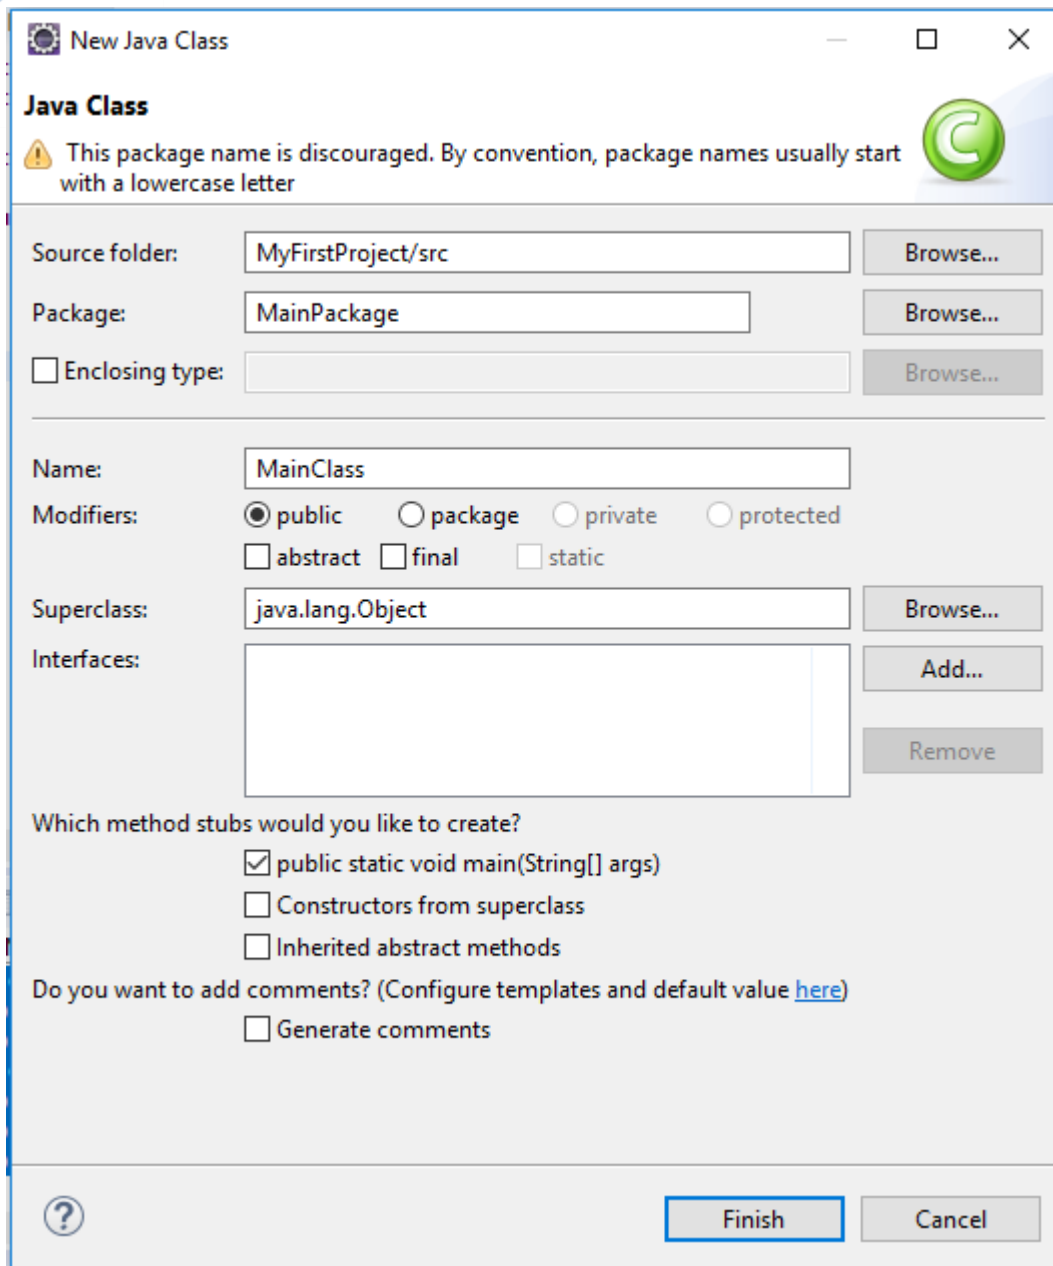 New Java Class
Java Class
This package name is discouraged. By convention, package names usually start
with a lowercase letter
Source folder: MyFirstProject/src Browse...
Package: MainPackage Browse...
Enclosing type: Browse...
Name: MainClass
Modifiers: public package private protected
abstract final static
Superclass: java.lang.Object Browse...
Interfaces: Add...
Remove
Which method stubs would you like to create?
public static void main(String[] args)
Constructors from superclass
Inherited abstract methods
Do you want to add comments? (Configure templates and default value here)
Generate comments
Finish Cancel